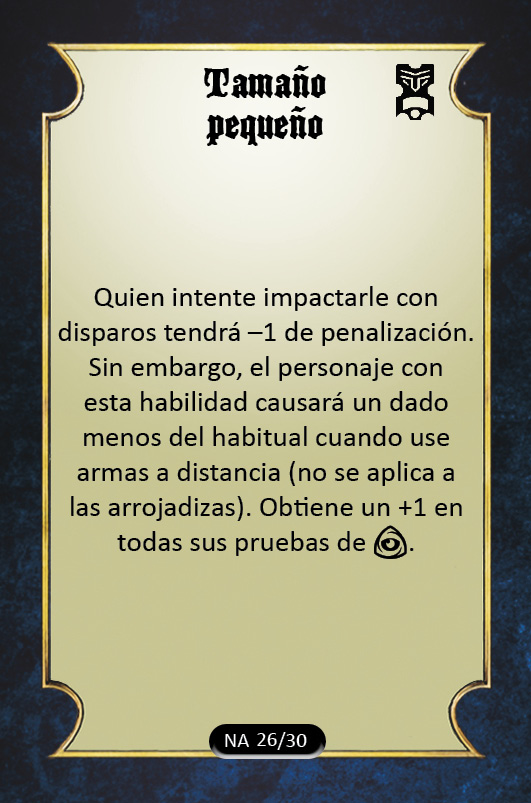 Tamaño
pequeño
Quien intente impactarle con
disparos tendrá –1 de penalización.
Sin embargo, el personaje con
esta habilidad causará un dado
menos del habitual cuando use
armas a distancia (no se aplica a
las arrojadizas). Obtiene un +1 en
todas sus pruebas de .
NA 26/30